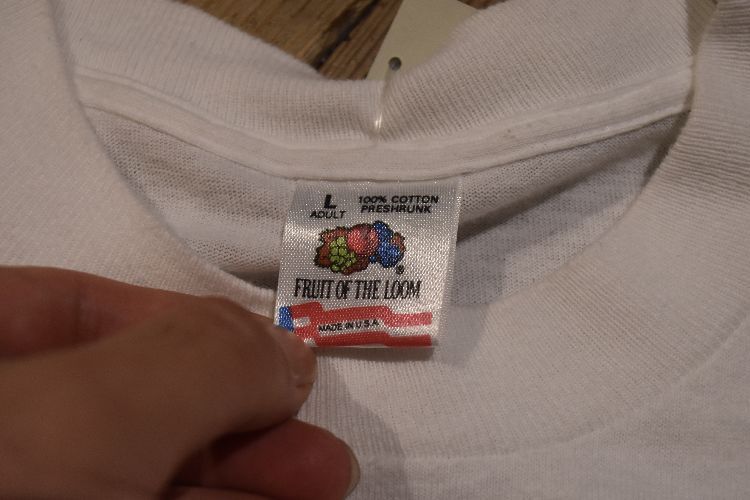 L 100% COTTON
ADULT PRESHRUNK
®
FRUIT OF THE LOOM
MADE IN U.S.A.